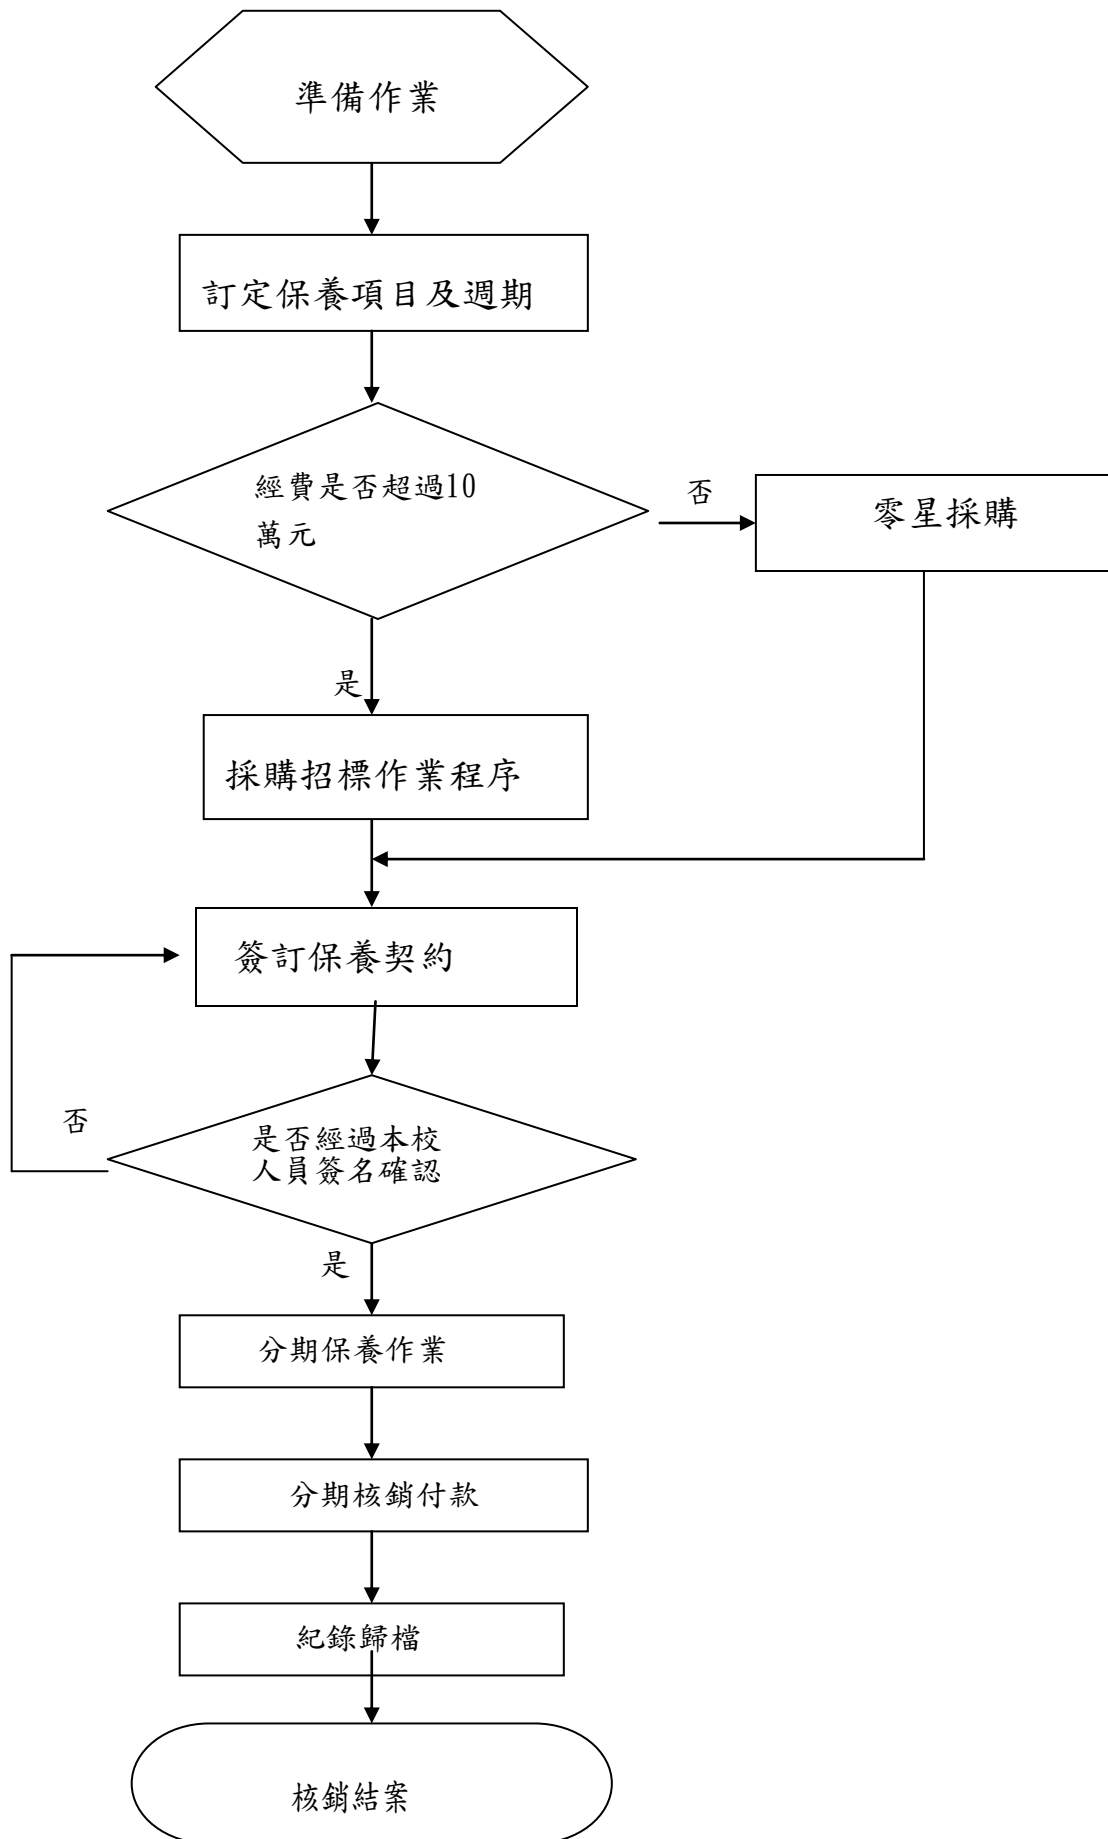 準備作業
訂定保養項目及週期
經費是否超過10
萬元
否
零星採購
是
採購招標作業程序
簽訂保養契約
否
是否經過本校
人員簽名確認
是
分期保養作業
分期核銷付款
紀錄歸檔
核銷結案